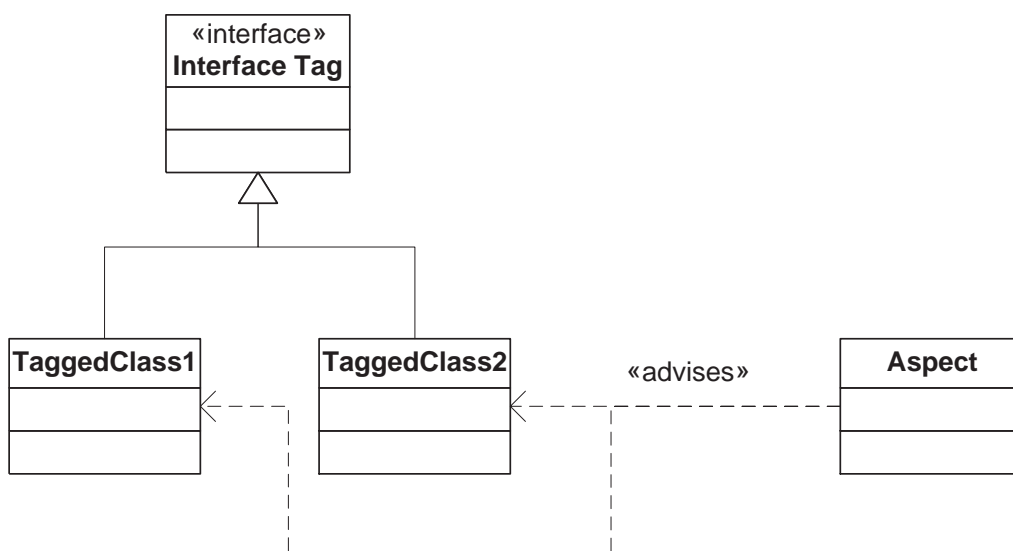 «interface»
Interface Tag
TaggedClass1
TaggedClass2
«advises»
Aspect